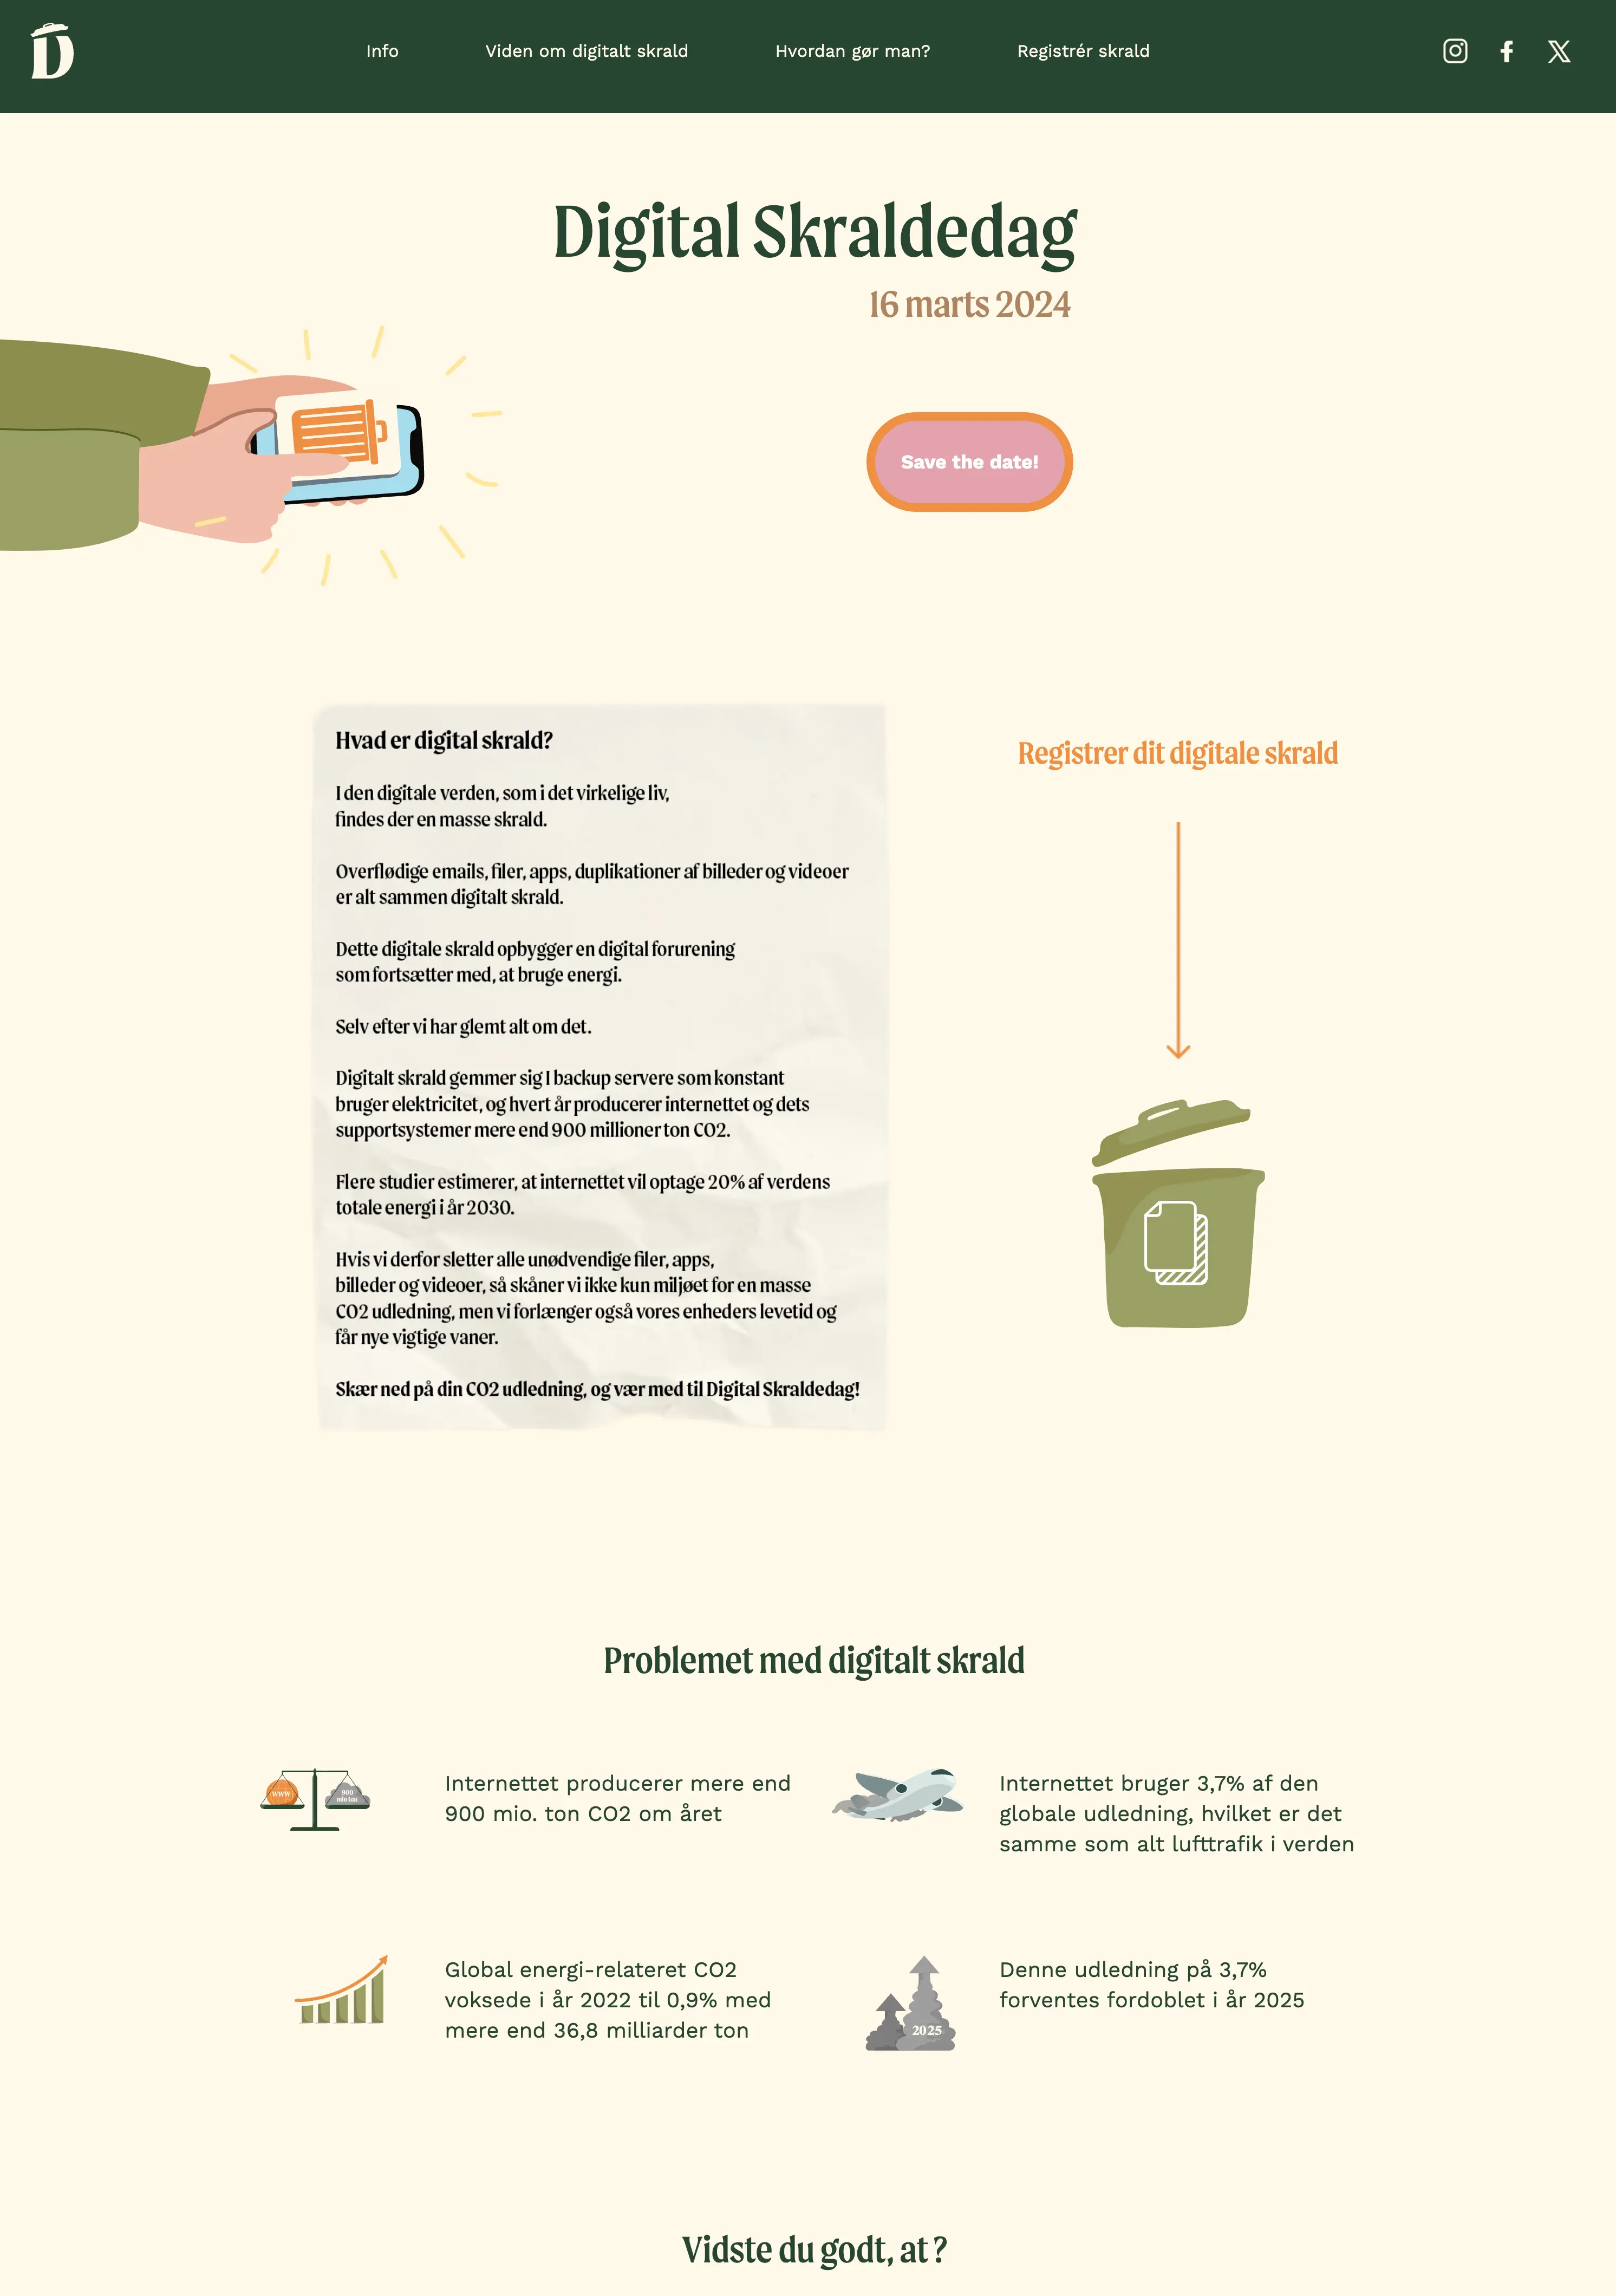 D
Info
Viden om digitalt skrald
Hvordan gør man?
Registrér skrald
Digital Skraldedag
16 marts 2024
Save the date!
Hvad er digital skrald?
I den digitale verden, som i det virkelige liv,
findes der en masse skrald.
Overflødige emails, filer, apps, duplikationer af billeder og videoer
er alt sammen digitalt skrald.
Dette digitale skrald opbygger en digital forurening
som fortsætter med, at bruge energi.
Selv efter vi har glemt alt om det.
Digitalt skrald gemmer sig I backup servere som konstant
bruger elektricitet, og hvert år producerer internettet og dets
supportsystemer mere end 900 millioner ton CO2.
Flere studier estimerer, at internettet vil optage 20% af verdens
totale energi i år 2030.
Hvis vi derfor sletter alle unødvendige filer, apps,
billeder og videoer, så skåner vi ikke kun miljøet for en masse
CO2 udledning, men vi forlænger også vores enheders levetid og
får nye vigtige vaner.
Skær ned på din CO2 udledning, og vær med til Digital Skraldedag!
Registrer dit digitale skrald
Problemet med digitalt skrald
WWW
900
mio ton
Internettet producerer mere end
900 mio. ton CO2 om året
Internettet bruger 3,7% af den
globale udledning, hvilket er det
samme som alt lufttrafik i verden
Global energi-relateret CO2
voksede i år 2022 til 0,9% med
mere end 36,8 milliarder ton
2025
Denne udledning på 3,7%
forventes fordoblet i år 2025
Vidste du godt, at ?